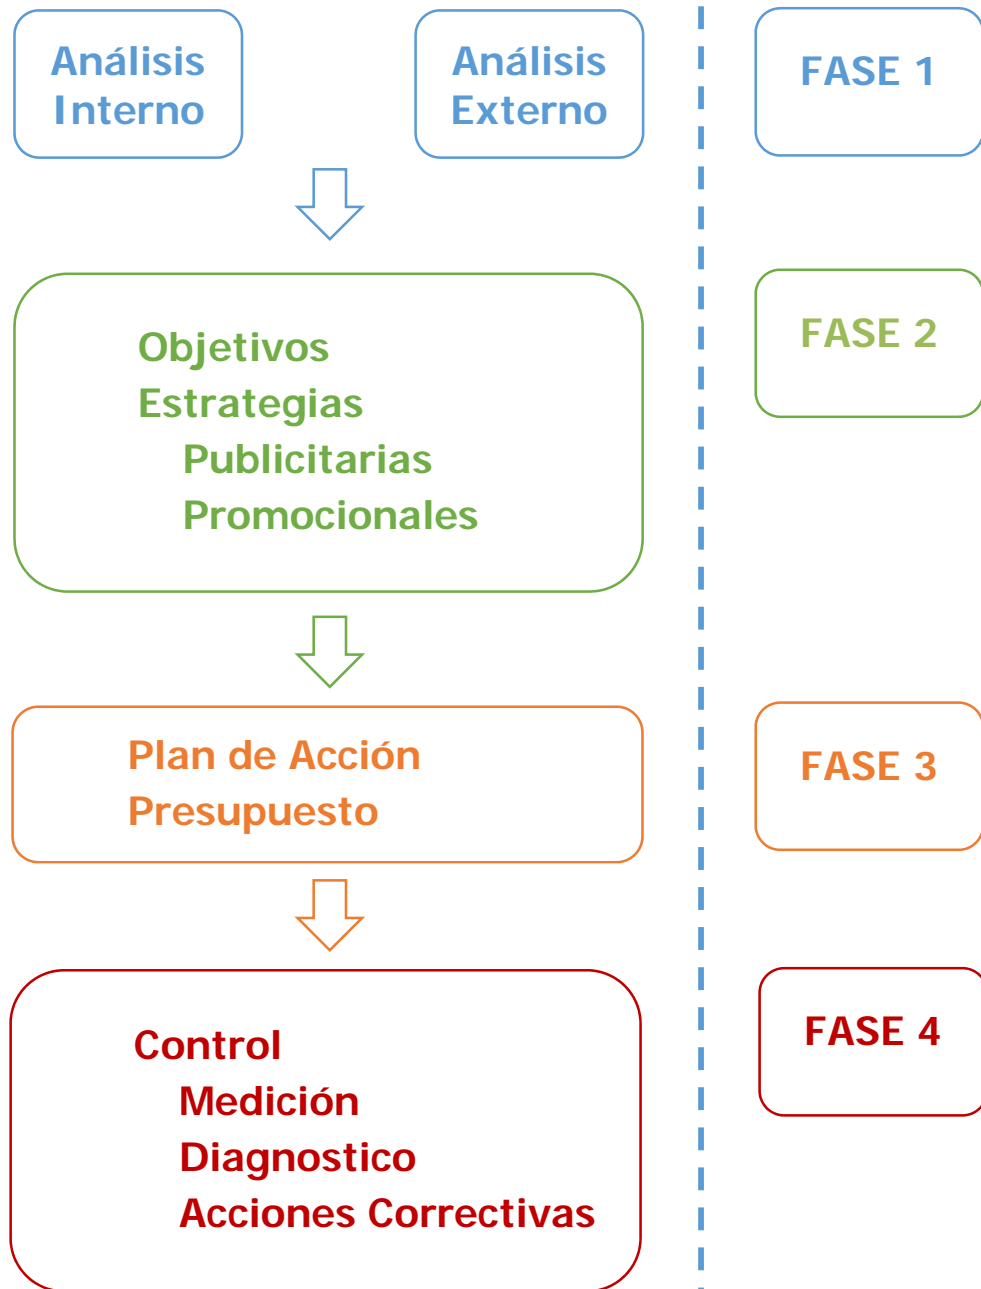 Análisis
Interno
Análisis
Externo
FASE 1
Objetivos
Estrategias
Publicitarias
Promocionales
FASE 2
Plan de Acción
Presupuesto
FASE 3
Control
Medición
Diagnostico
Acciones Correctivas
FASE 4